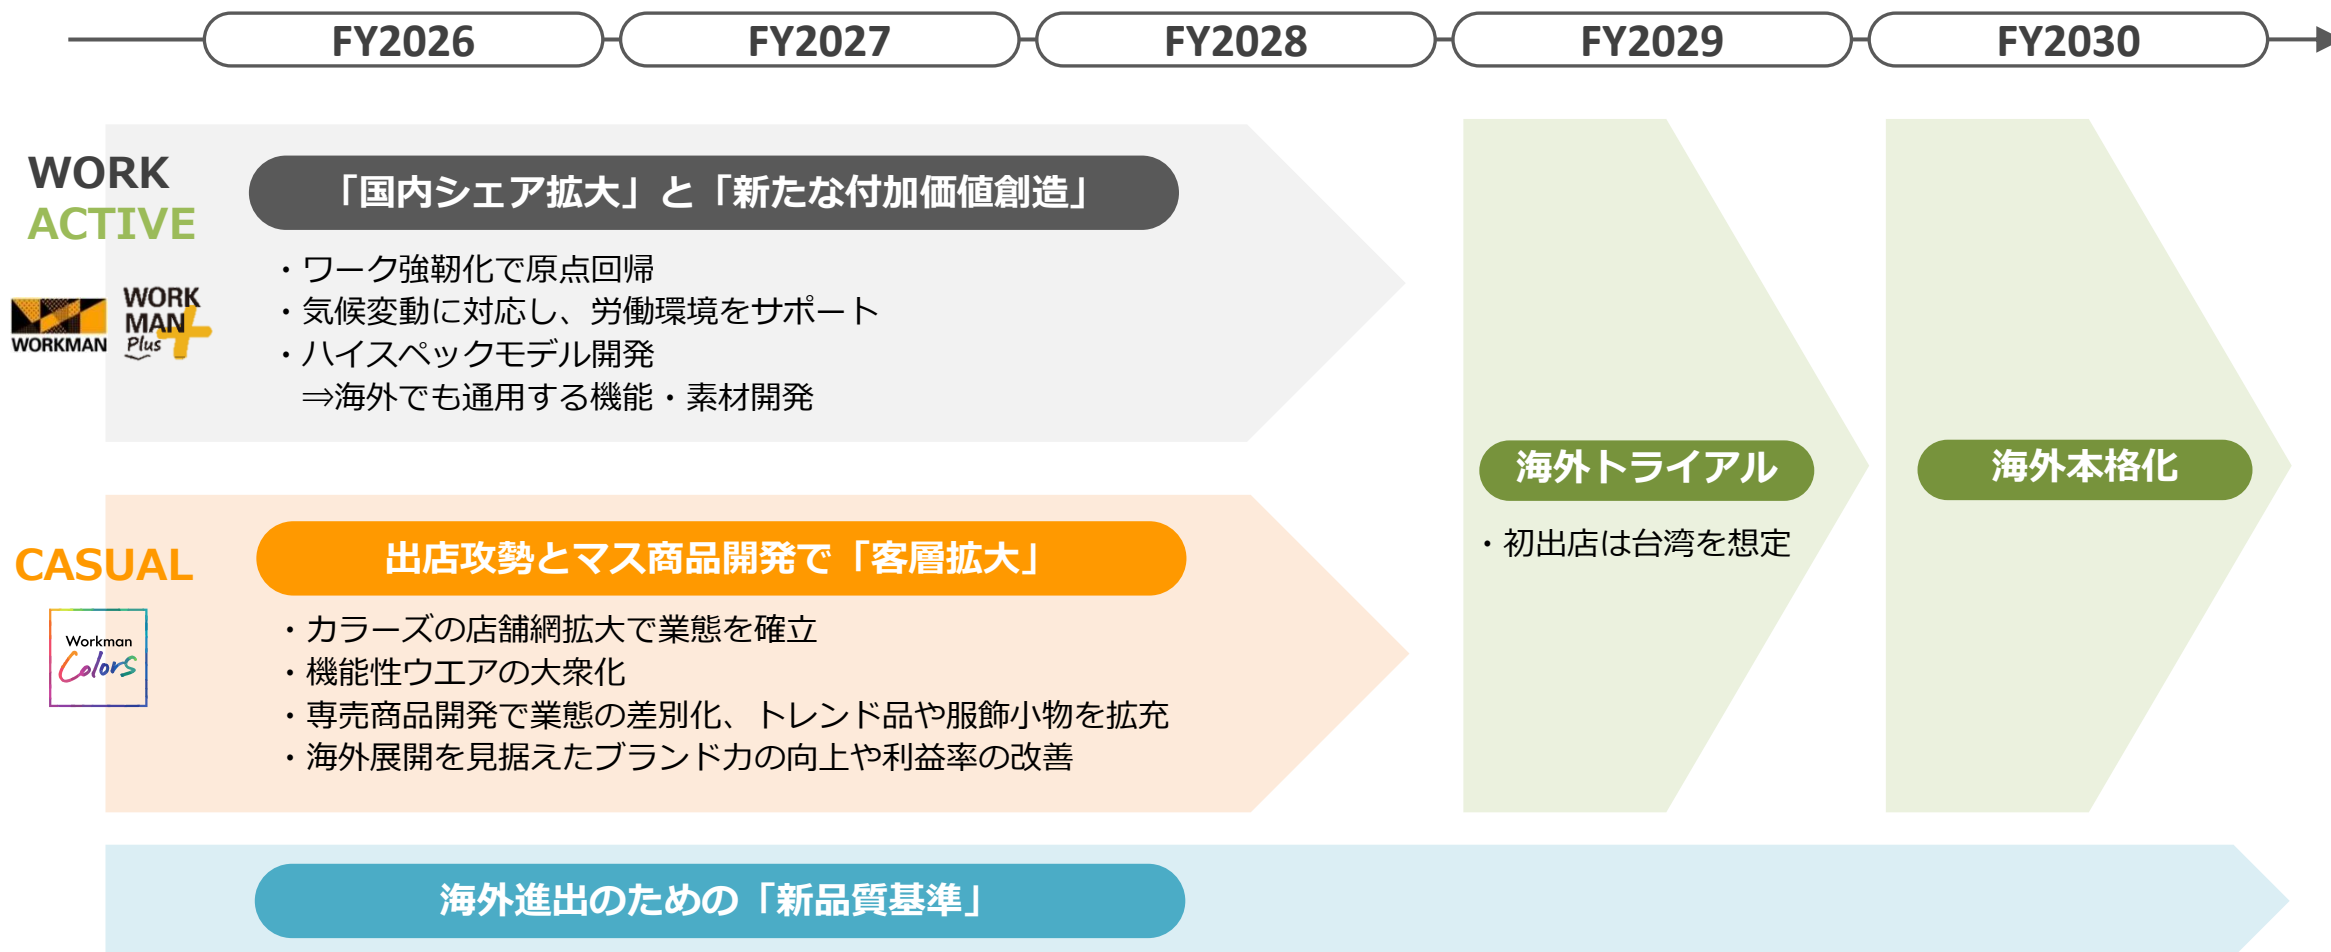 FY2026 FY2027 FY2028 FY2029 FY2030
WORK
ACTIVE
WORKMAN
WORK
MAN
Plus
「国内シェア拡大」と「新たな付加価値創造」
・ワーク強靭化で原点回帰
・気候変動に対応し、労働環境をサポート
・ハイスペックモデル開発
⇒海外でも通用する機能・素材開発
CASUAL
Workman
Colors
出店攻勢とマス商品開発で「客層拡大」
・カラーズの店舗網拡大で業態を確立
・機能性ウエアの大衆化
・専売商品開発で業態の差別化、トレンド品や服飾小物を拡充
・海外展開を見据えたブランド力の向上や利益率の改善
海外トライアル
・初出店は台湾を想定
海外本格化
海外進出のための「新品質基準」